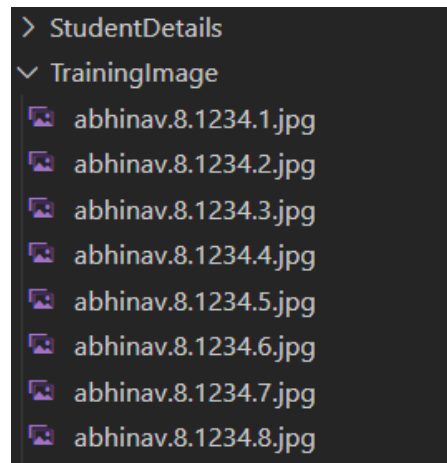 StudentDetails
TrainingImage
abhinav.8.1234.1.jpg
abhinav.8.1234.2.jpg
abhinav.8.1234.3.jpg
abhinav.8.1234.4.jpg
abhinav.8.1234.5.jpg
abhinav.8.1234.6.jpg
abhinav.8.1234.7.jpg
abhinav.8.1234.8.jpg